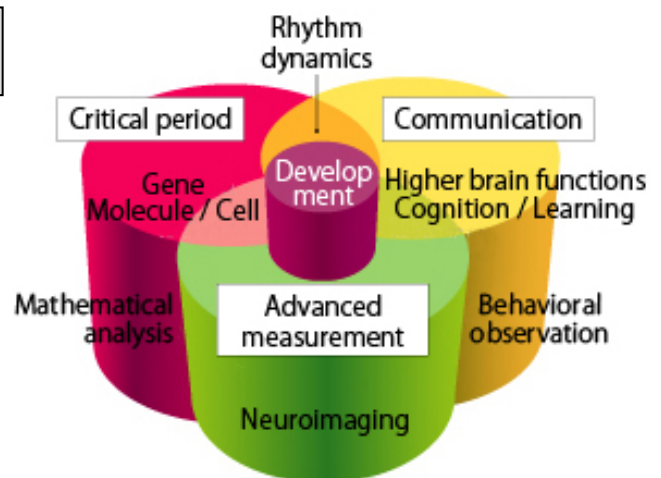 Rhythm
dynamics
Critical period
Communication
Develop
ment
Gene
Molecule / Cell
Higher brain functions
Cognition / Learning
Mathematical
analysis
Advanced
measurement
Behavioral
observation
Neuroimaging